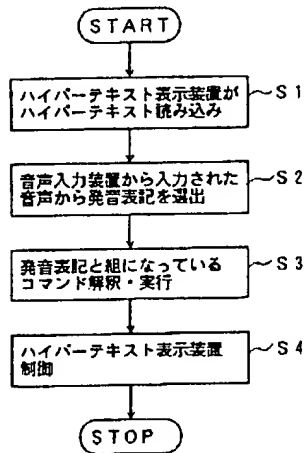 START
ハイパーテキスト表示装置が
ハイパーテキスト読み込み
S1
音声入力装置から入力された
音声から発音表記を選出
S2
発音表記と組になっている
コマンド解釈・実行
S3
ハイパーテキスト表示装置
制御
S4
STOP